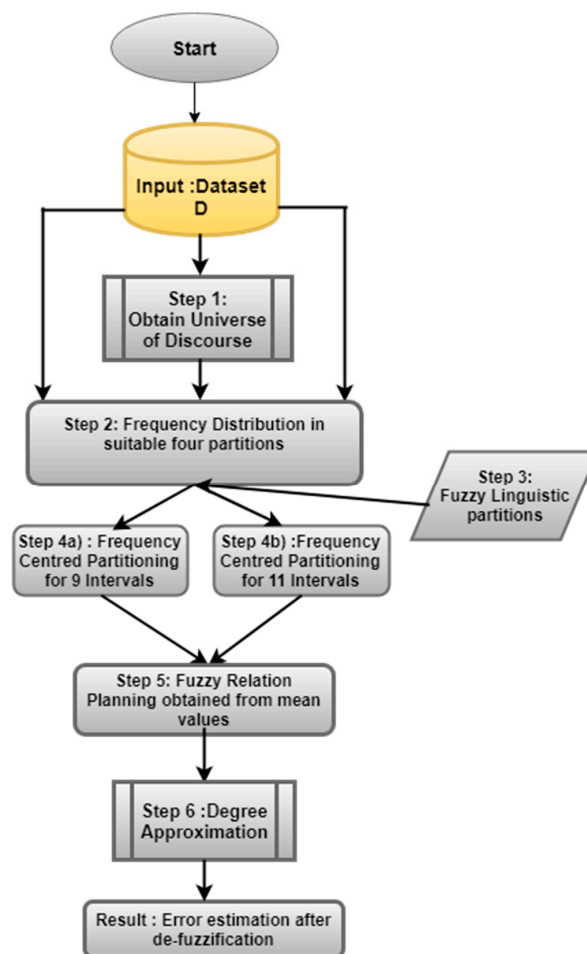 Start
Input :Dataset
D
Step 1:
Obtain Universe
of Discourse
Step 2: Frequency Distribution in
suitable four partitions
Step 3:
Fuzzy Linguistic
partitions
Step 4a) : Frequency
Centred Partitioning
for 9 Intervals
Step 4b) :Frequency
Centred Partitioning
for 11 Intervals
Step 5: Fuzzy Relation
Planning obtained from mean
values
Step 6 :Degree
Approximation
Result : Error estimation after
de-fuzzification